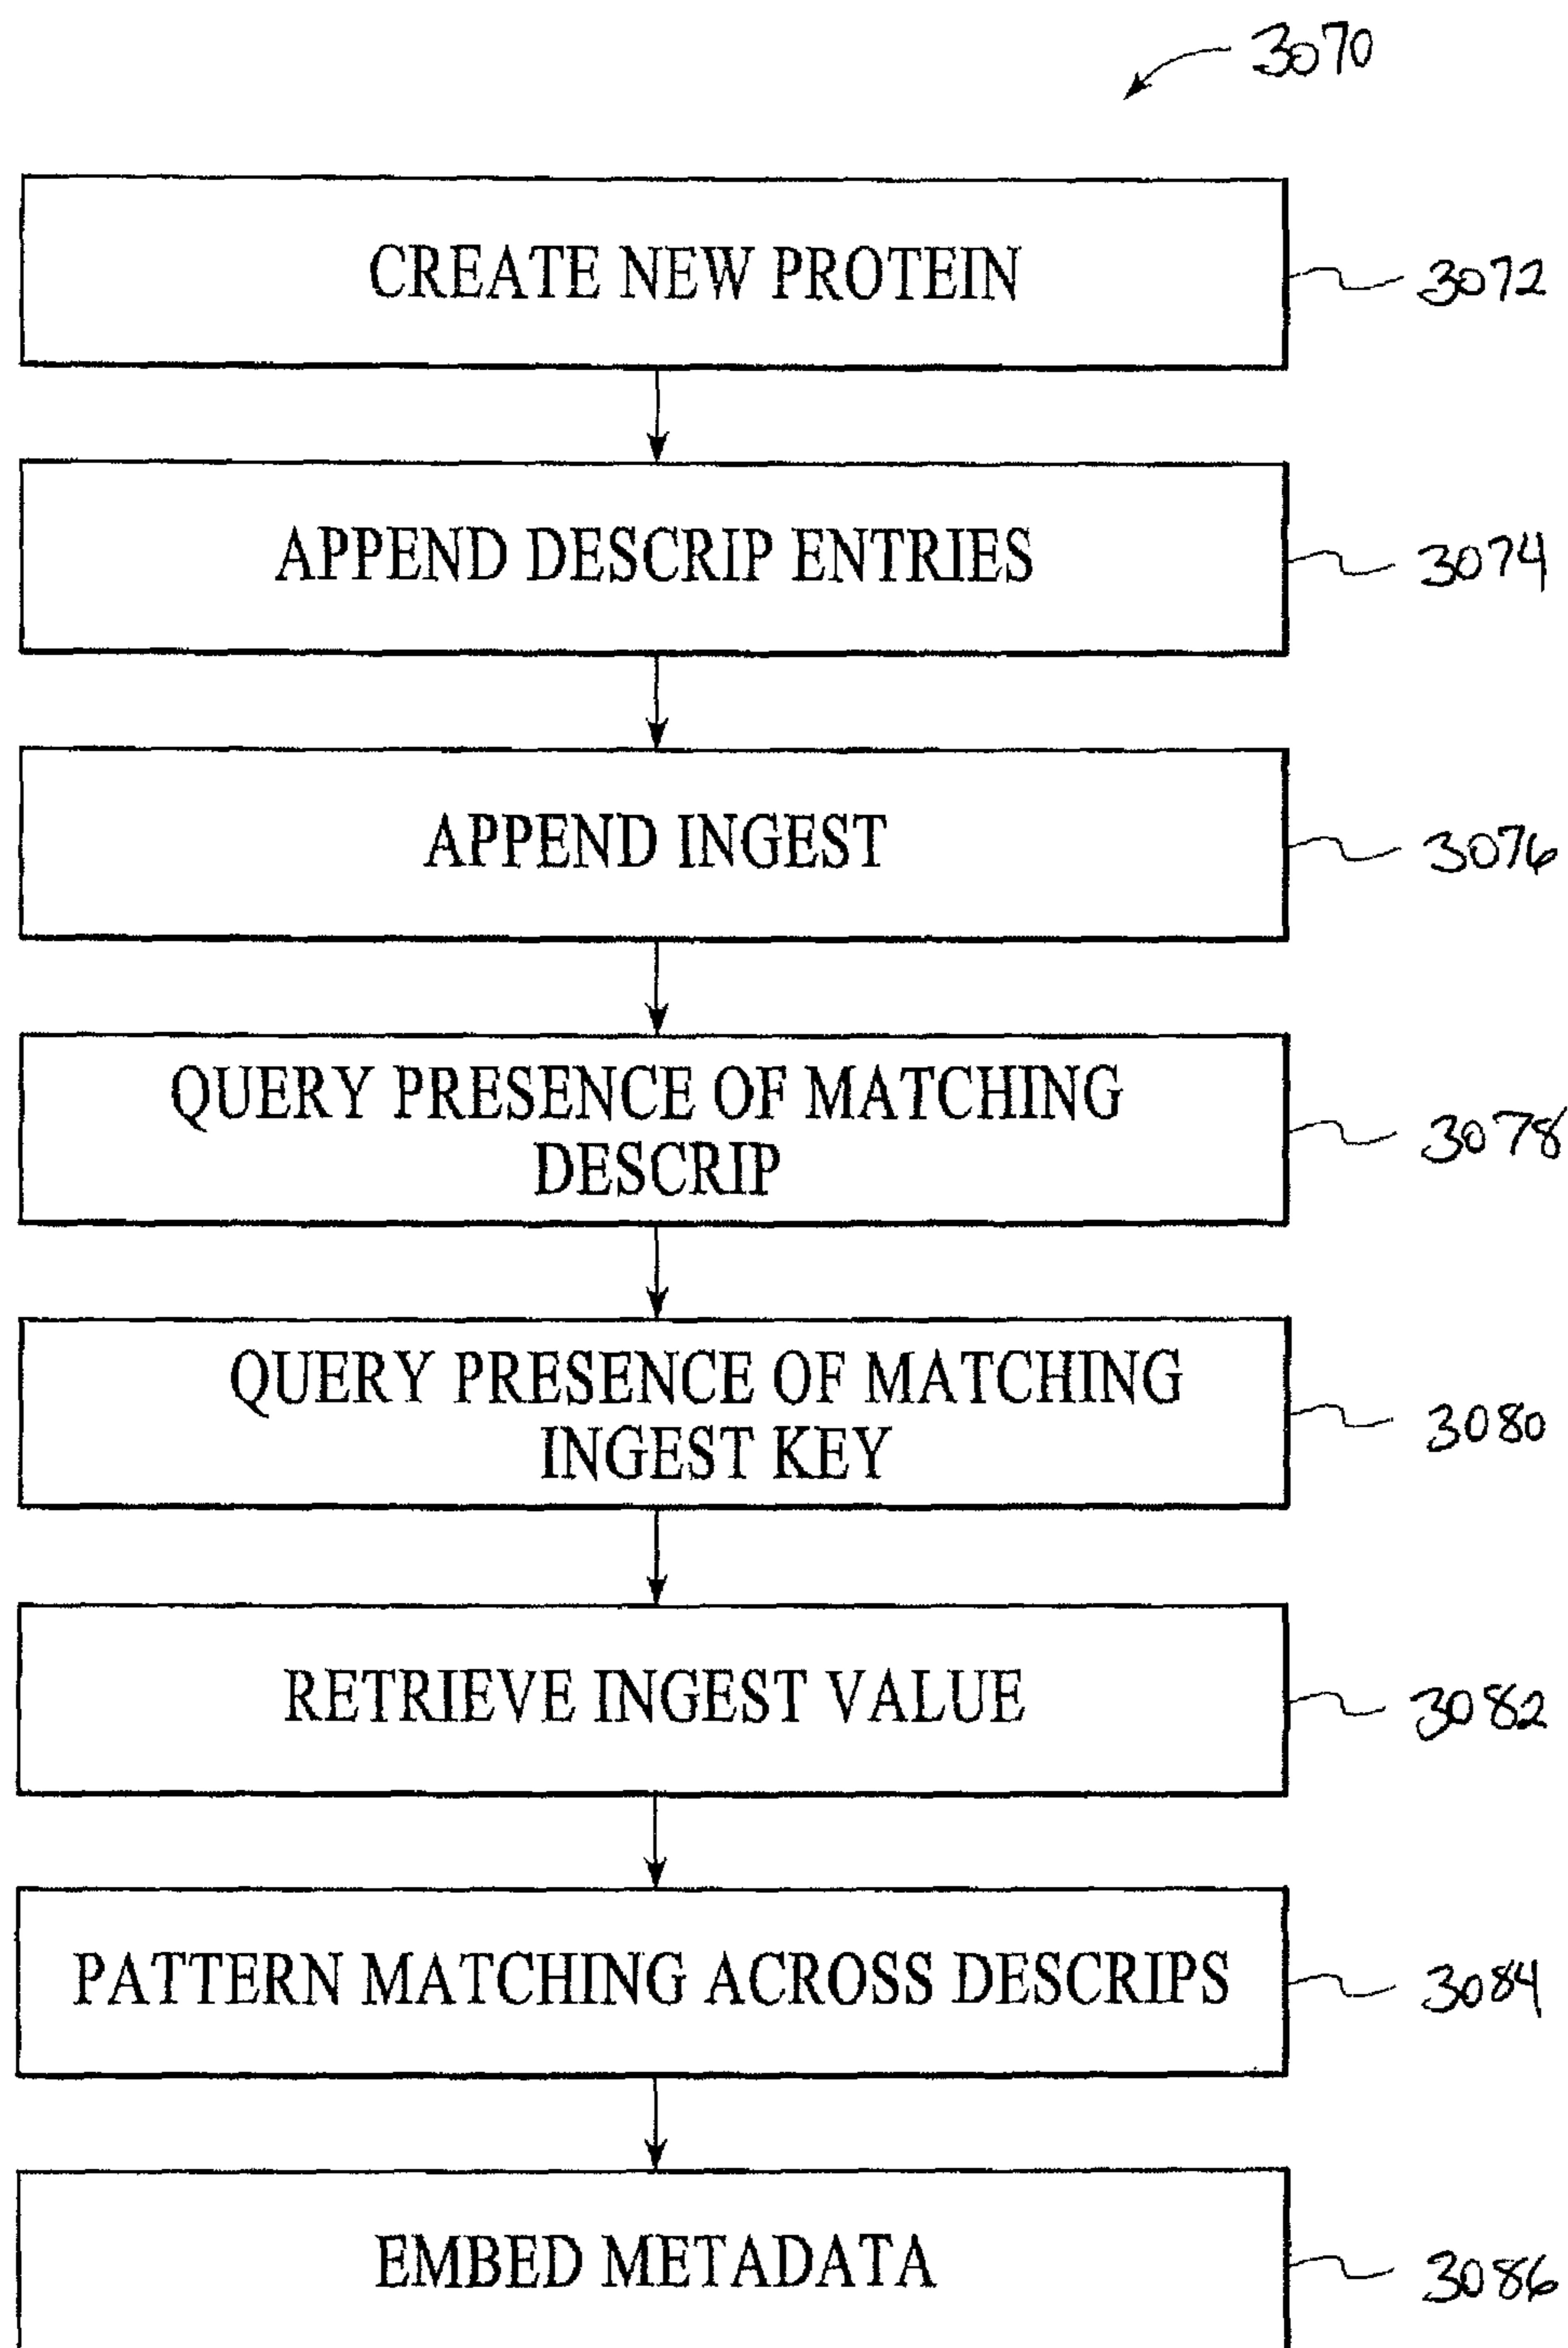 3070
CREATE NEW PROTEIN
3072
APPEND DESCRIP ENTRIES
3074
APPEND INGEST
3076
QUERY PRESENCE OF MATCHING
DESCRIP
3078
QUERY PRESENCE OF MATCHING
INGEST KEY
3080
RETRIEVE INGEST VALUE
3082
PATTERN MATCHING ACROSS DESCRIPS
3084
EMBED METADATA
3086